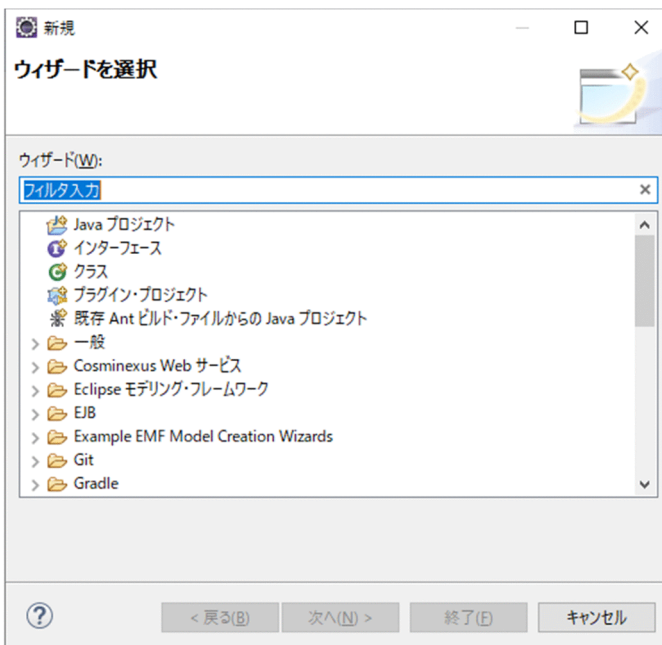 新規
ウィザードを選択
ウィザード(W):
フィルタ入力
Java プロジェクト
インターフェース
クラス
プラグイン・プロジェクト
既存 Ant ビルド・ファイルからの Java プロジェクト
一般
Cosminexus Web サービス
Eclipse モデリング・フレームワーク
EJB
Example EMF Model Creation Wizards
Git
Gradle
< 戻る(B) 次へ(N) > 終了(F) キャンセル